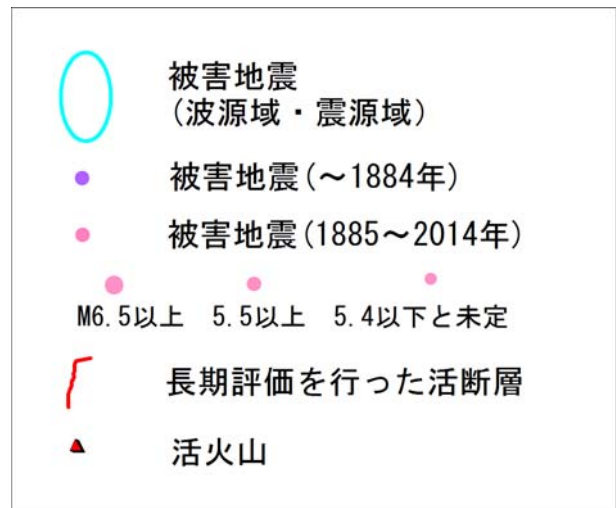 被害地震
(波源域・震源域)
被害地震(～1884年)
被害地震(1885～2014年)
M6.5以上 5.5以上 5.4以下と未定
長期評価を行った活断層
活火山